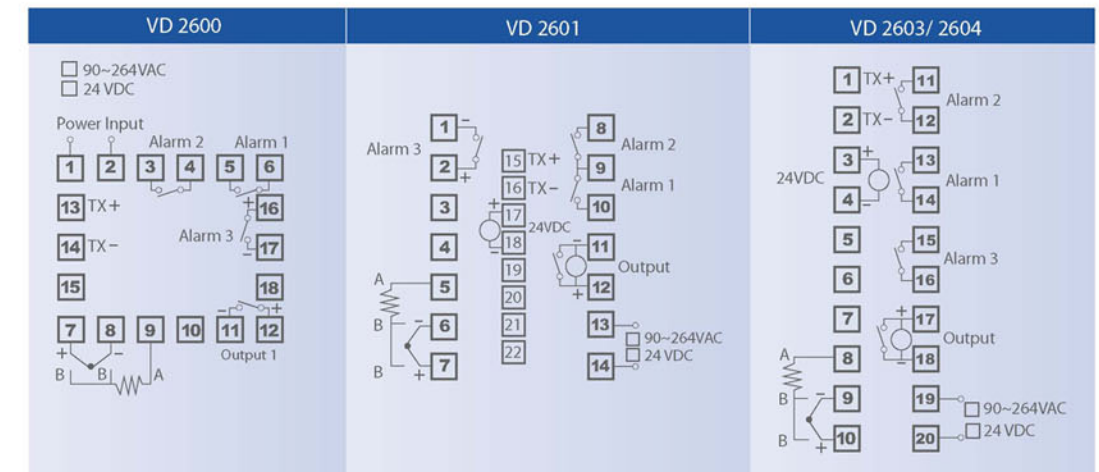 VD 2600
VD 2601
VD 2603/ 2604
90~264VAC
24 VDC
Power Input
Alarm 2 Alarm 1
1 2 3 4 5 6
13 TX+
+ 16
Alarm 3
14 TX-
- 17
15 18
- +
7 8 9 10 11 12
+ -
Output 1
B B A
1 -
Alarm 3
2 +
3
4
A
5
B - 6
B + 7
15 TX+
16 TX-
+ 17
24VDC
- 18
19
20
21
22
8
Alarm 2
9
Alarm 1
10
- 11
Output
+ 12
13
90~264VAC
24 VDC
14
1 TX+ 11
Alarm 2
2 TX- 12
3 + 13
24VDC
Alarm 1
4 - 14
5 15
Alarm 3
6 16
7 + 17
Output
A 8 - 18
B - 9 19
90~264VAC
B + 10 20 24 VDC